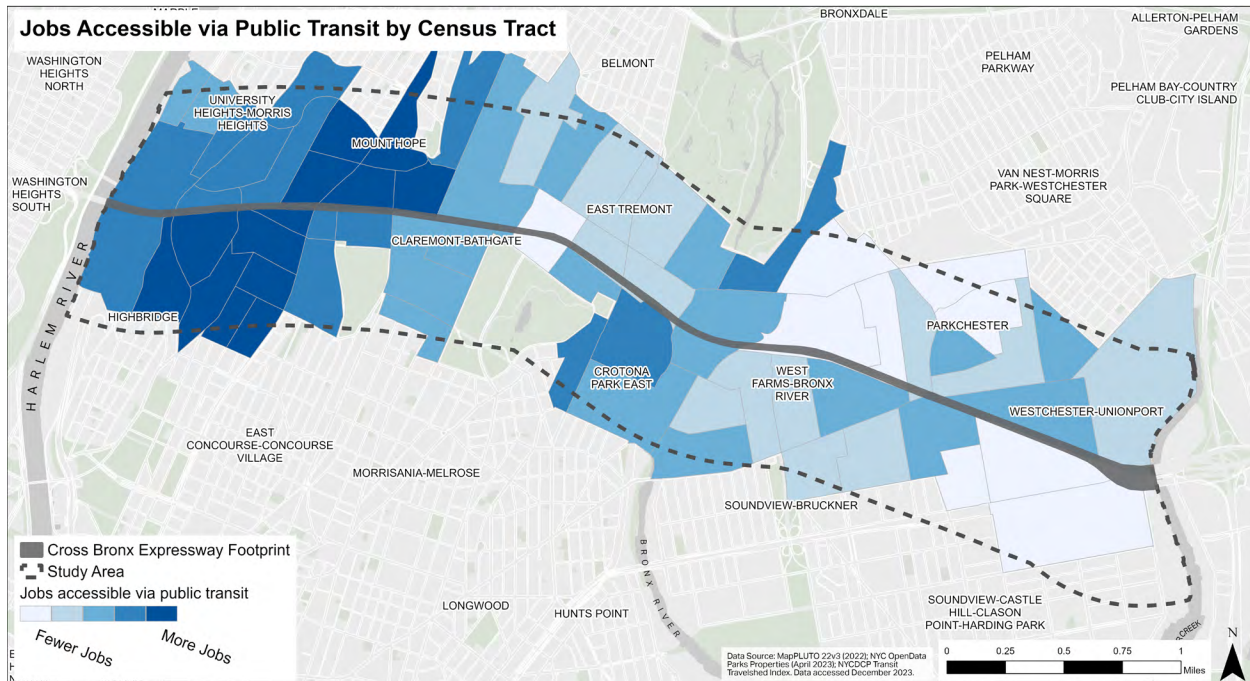 Jobs Accessible via Public Transit by Census Tract
MARBLE
BRONXDALE
ALLERTON-PELHAM
GARDENS
WASHINGTON
HEIGHTS
NORTH
BELMONT
PELHAM
PARKWAY
PELHAM BAY-COUNTRY
CLUB-CITY ISLAND
UNIVERSITY
HEIGHTS-MORRIS
HEIGHTS
MOUNT HOPE
WASHINGTON
HEIGHTS
SOUTH
VAN NEST-MORRIS
PARK-WESTCHESTER
SQUARE
EAST TREMONT
CLAREMONT-BATHGATE
HARLEM RIVER
HIGHBRIDGE
PARKCHESTER
CROTONA
PARK EAST
WEST
FARMS-BRONX
RIVER
WESTCHESTER-UNIONPORT
EAST
CONCOURSE-CONCOURSE
VILLAGE
MORRISANIA-MELROSE
SOUNDVIEW-BRUCKNER
BRONX RIVER
LONGWOOD
HUNTS POINT
SOUNDVIEW-CASTLE
HILL-CLASON
POINT-HARDING PARK
CREEK
Cross Bronx Expressway Footprint
Study Area
Jobs accessible via public transit
Fewer Jobs
More Jobs
Data Source: MapPLUTO 22v3 (2022); NYC OpenData
Parks Properties (April 2023); NYCDCP Transit
Travelshed Index. Data accessed December 2023.
0 0.25 0.5 0.75 1
Miles
N